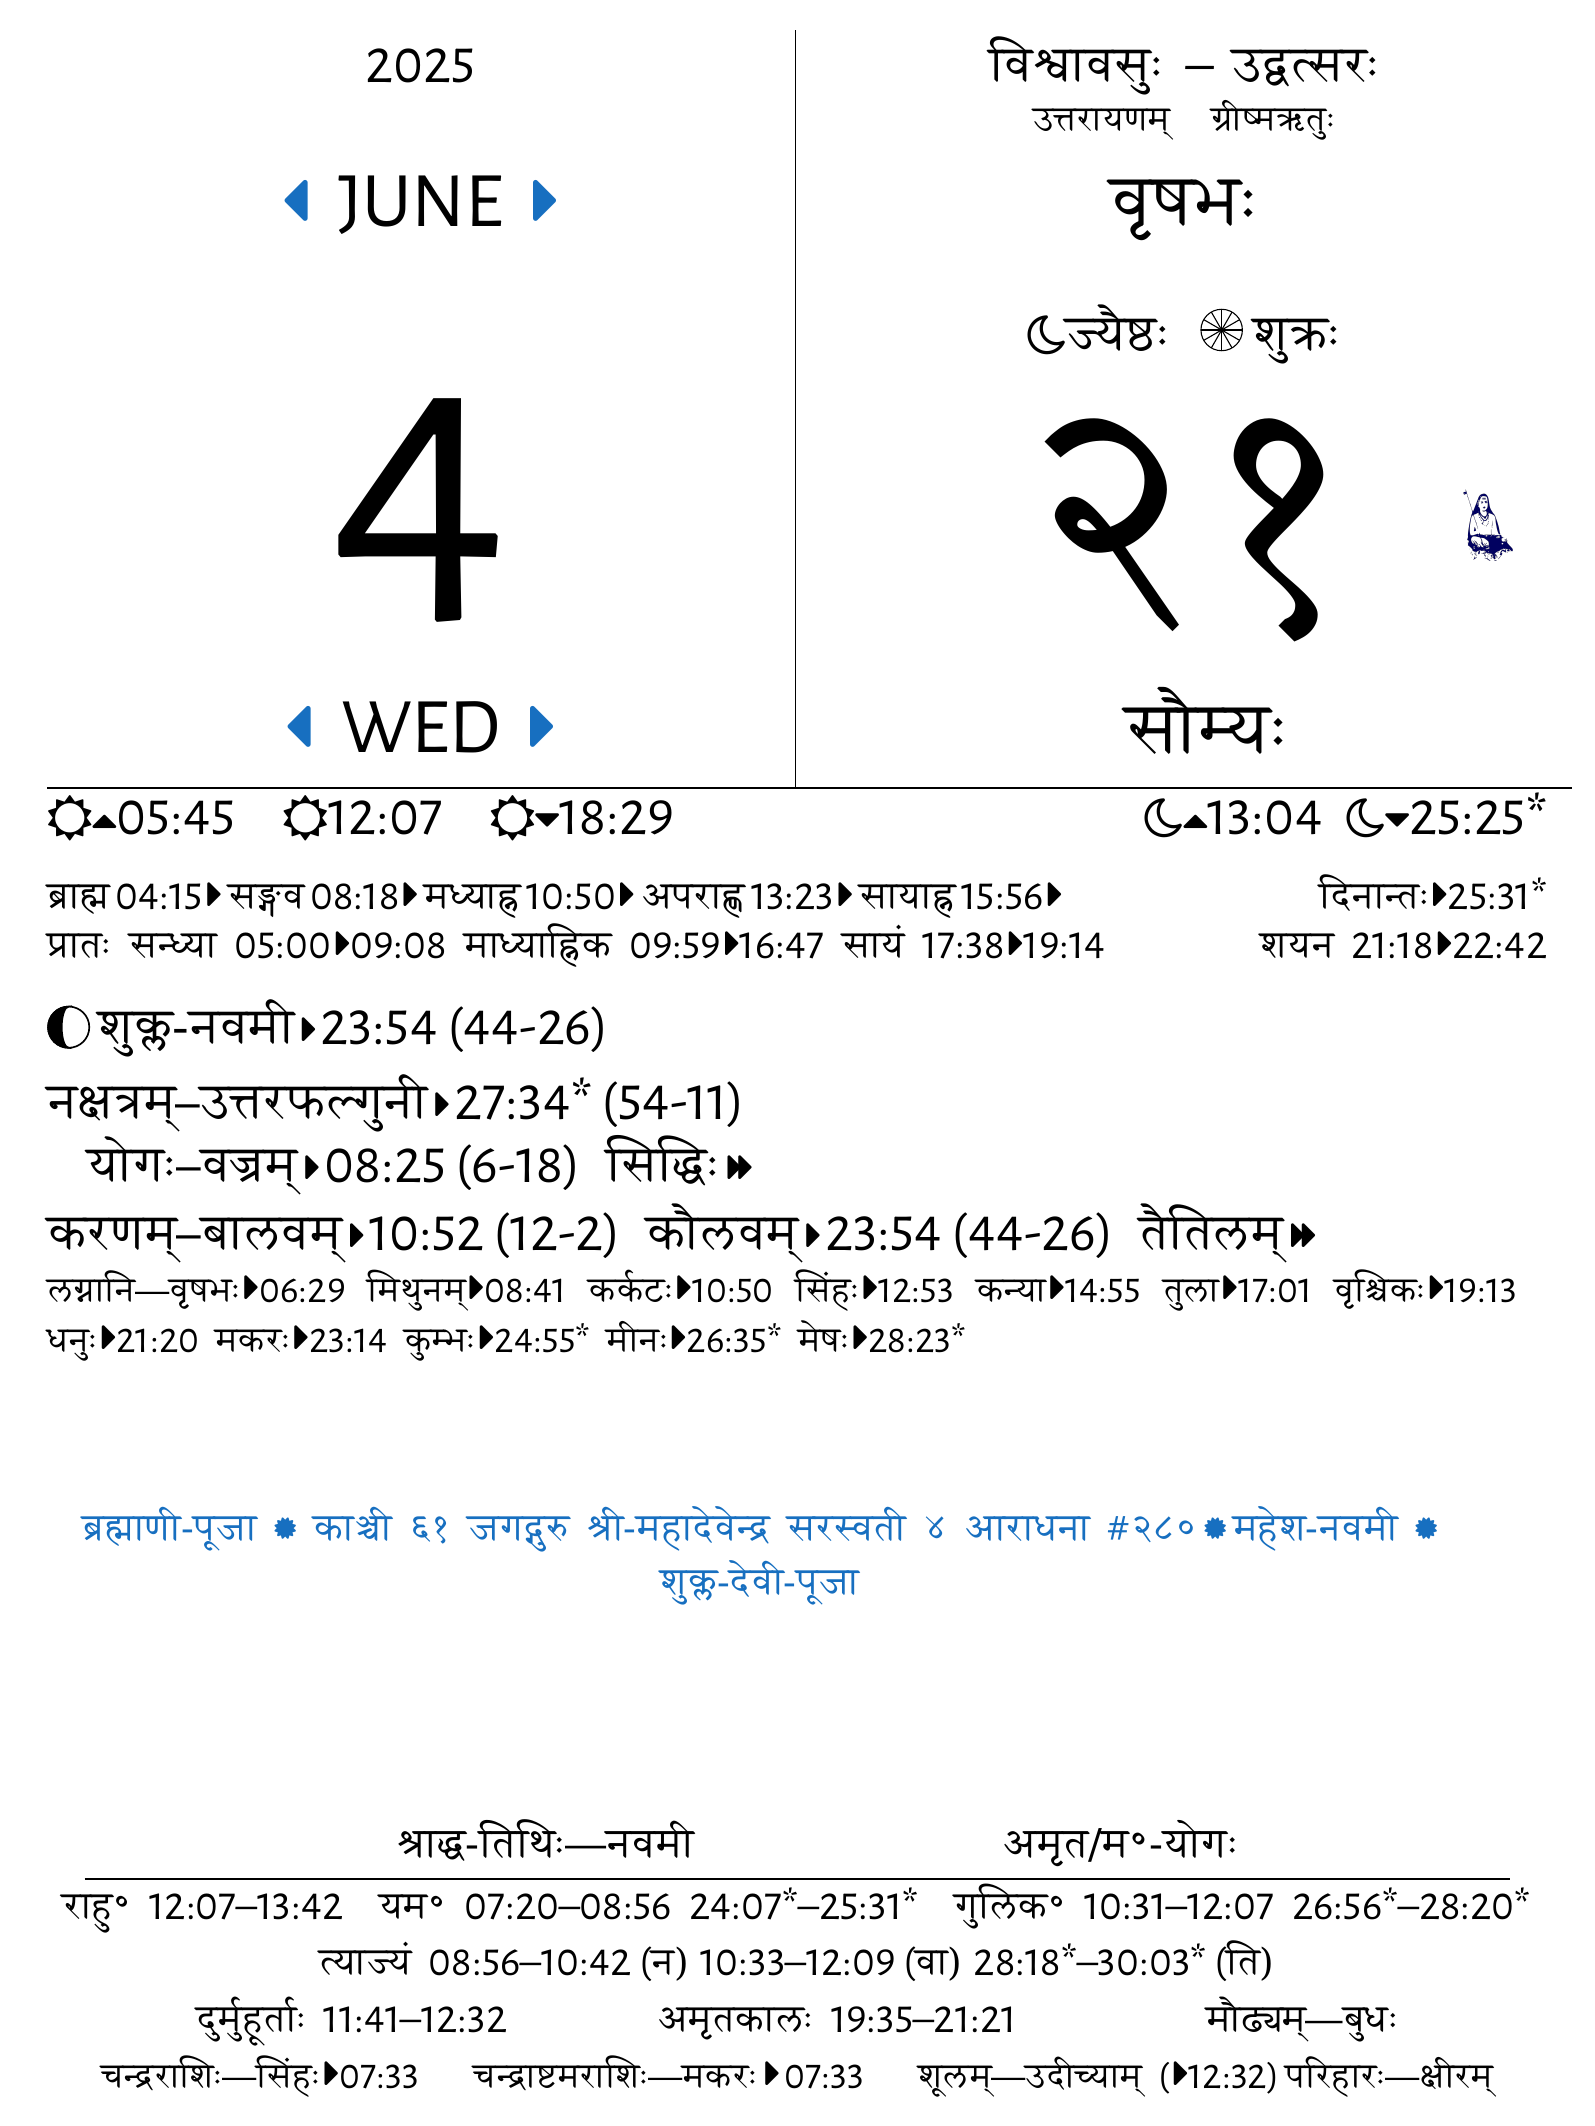 2025
JUNE
4
WED
विश्वावसुः – उद्वत्सरः
उत्तरायणम् ग्रीष्मऋतुः
वृषभः
ज्यैष्ठः शुक्रः
२१
सौम्यः
05:45 12:07 18:29 13:04 25:25*
ब्राह्म 04:15 सङ्गव 08:18 मध्याह्न 10:50 अपराह्ण 13:23 सायाह्न 15:56 दिनान्तः 25:31*
प्रातः सन्ध्या 05:00 09:08 माध्याह्निक 09:59 16:47 सायं 17:38 19:14 शयन 21:18 22:42
शुक्ल-नवमी 23:54 (44-26)
नक्षत्रम्–उत्तरफल्गुनी 27:34* (54-11)
योगः–वज्रम् 08:25 (6-18) सिद्धिः
करणम्–बालवम् 10:52 (12-2) कौलवम् 23:54 (44-26) तैतिलम्
लग्नानि—वृषभः 06:29 मिथुनम् 08:41 कर्कटः 10:50 सिंहः 12:53 कन्या 14:55 तुला 17:01 वृश्चिकः 19:13
धनुः 21:20 मकरः 23:14 कुम्भः 24:55* मीनः 26:35* मेषः 28:23*
ब्रह्माणी-पूजा काञ्ची ६१ जगद्गुरु श्री-महादेवेन्द्र सरस्वती ४ आराधना #२८० महेश-नवमी
शुक्ल-देवी-पूजा
श्राद्ध-तिथिः—नवमी अमृत/म॰-योगः
राहु॰ 12:07–13:42 यम॰ 07:20–08:56 24:07*–25:31* गुलिक॰ 10:31–12:07 26:56*–28:20*
त्याज्यं 08:56–10:42 (न) 10:33–12:09 (वा) 28:18*–30:03* (ति)
दुर्मुहूर्ताः 11:41–12:32 अमृतकालः 19:35–21:21 मौढ्यम्—बुधः
चन्द्रराशिः—सिंहः 07:33 चन्द्राष्टमराशिः—मकरः 07:33 शूलम्—उदीच्याम् (12:32) परिहारः—क्षीरम्